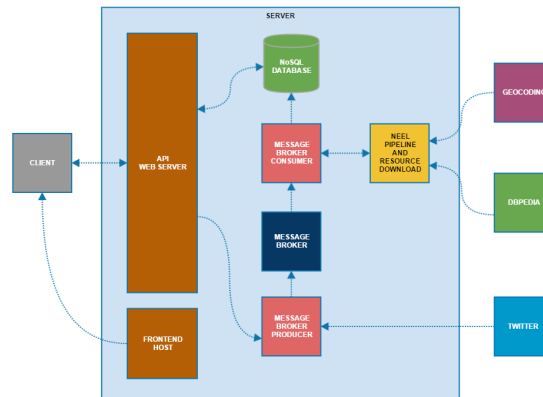 SERVER
NoSQL
DATABASE
GEOCODING
MESSAGE
BROKER
CONSUMER
NEEL
PIPELINE
AND
RESOURCE
DOWNLOAD
CLIENT
API
WEB SERVER
DBPEDIA
MESSAGE
BROKER
MESSAGE
BROKER
PRODUCER
TWITTER
FRONTEND
HOST